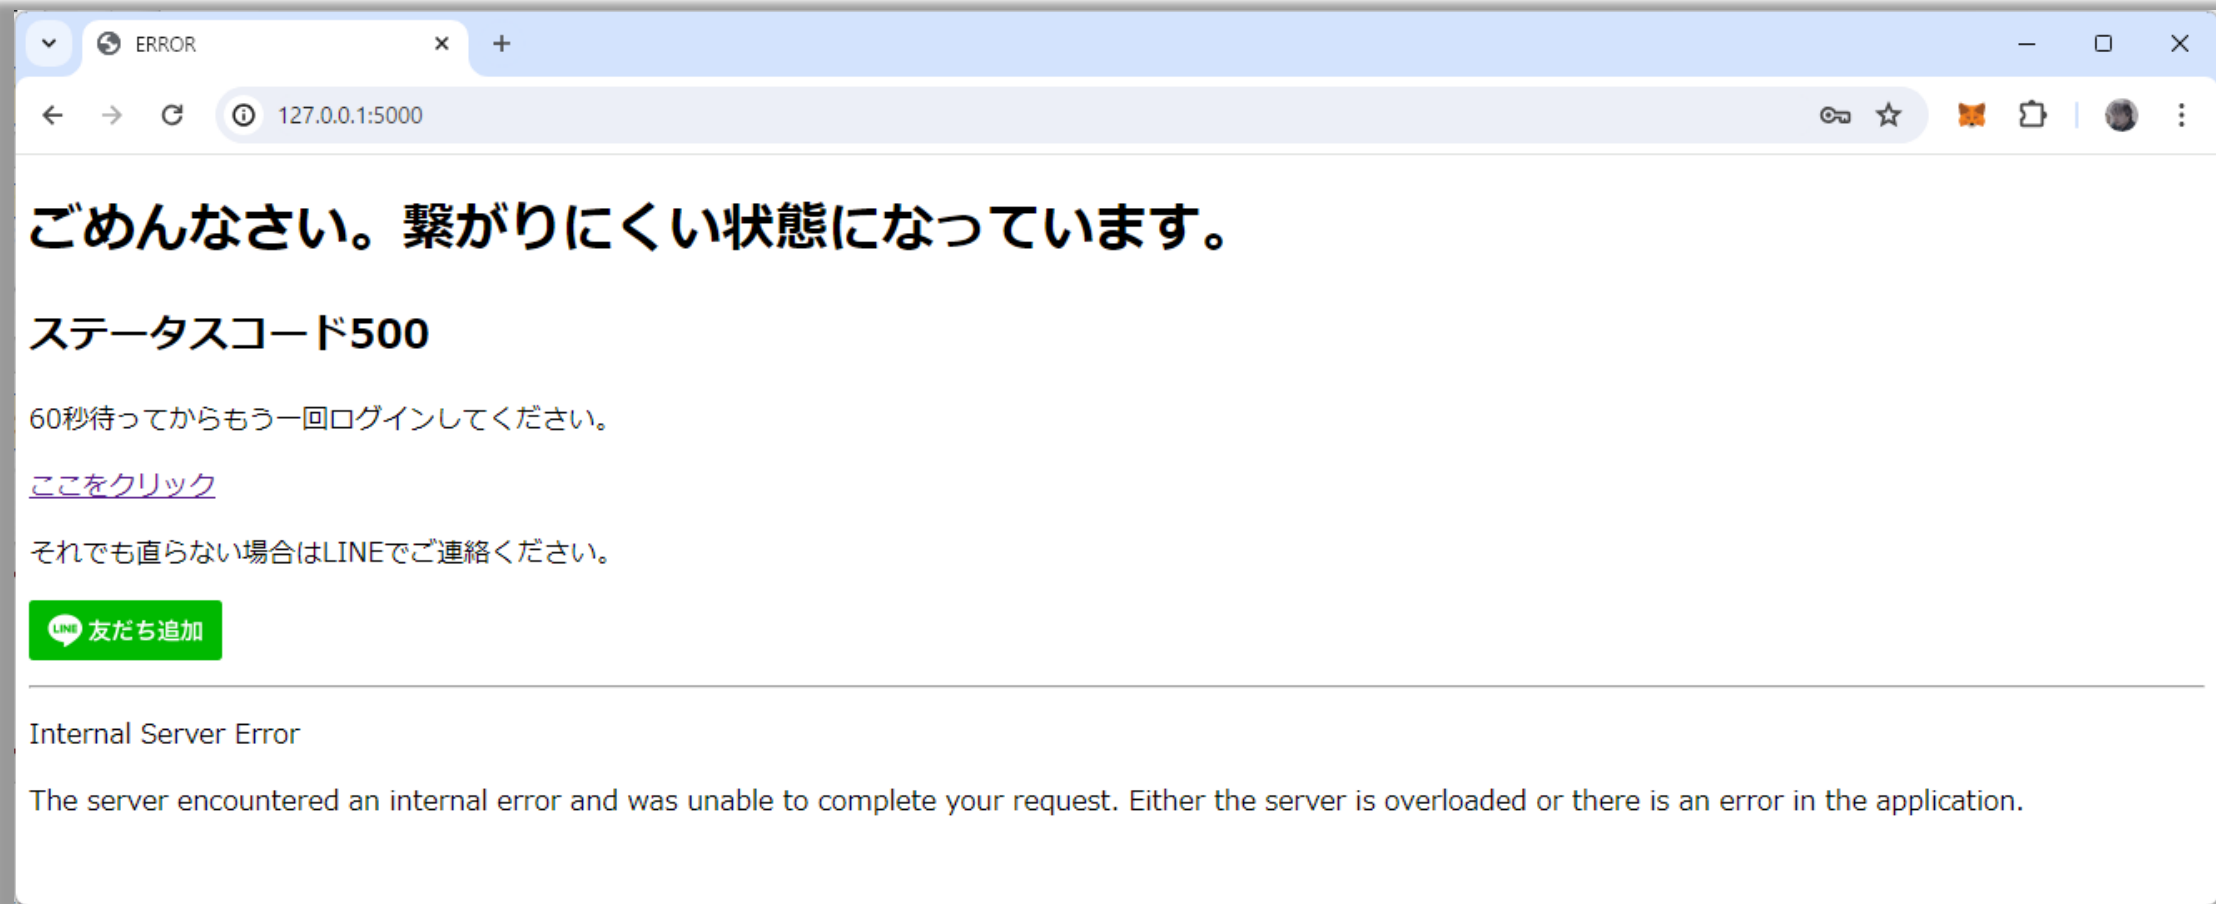 ERROR
127.0.0.1:5000
ごめんなさい。繋がりにくい状態になっています。
ステータスコード500
60秒待ってからもう一回ログインしてください。
ここをクリック
それでも直らない場合はLINEでご連絡ください。
LINE 友だち追加
Internal Server Error
The server encountered an internal error and was unable to complete your request. Either the server is overloaded or there is an error in the application.